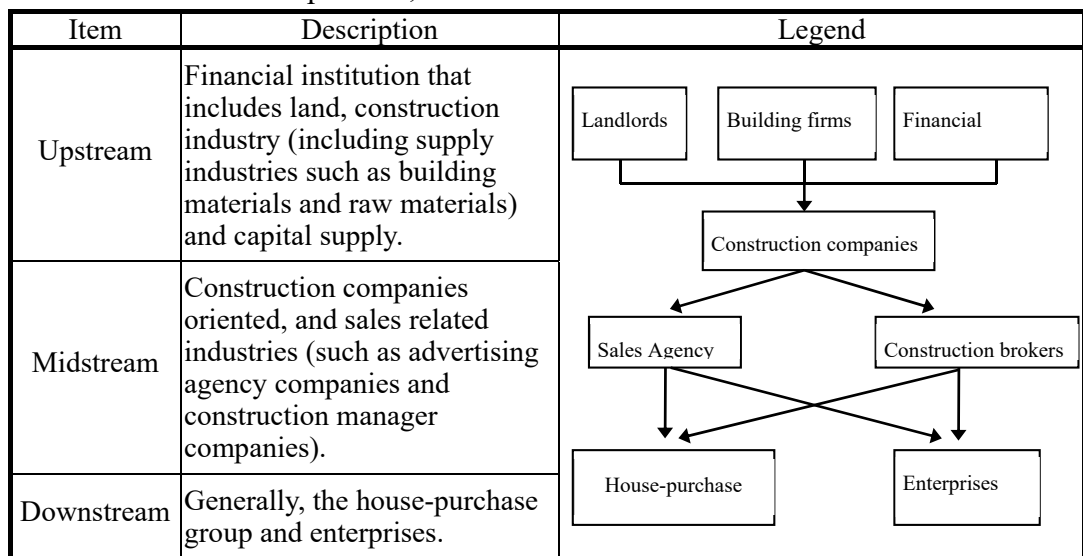 Item
Description
Legend
Upstream
Financial institution that
includes land, construction
industry (including supply
industries such as building
materials and raw materials)
and capital supply.
Landlords
Building firms
Financial
Construction companies
Midstream
Construction companies
oriented, and sales related
industries (such as advertising
agency companies and
construction manager
companies).
Sales Agency
Construction brokers
Downstream
Generally, the house-purchase
group and enterprises.
House-purchase
Enterprises